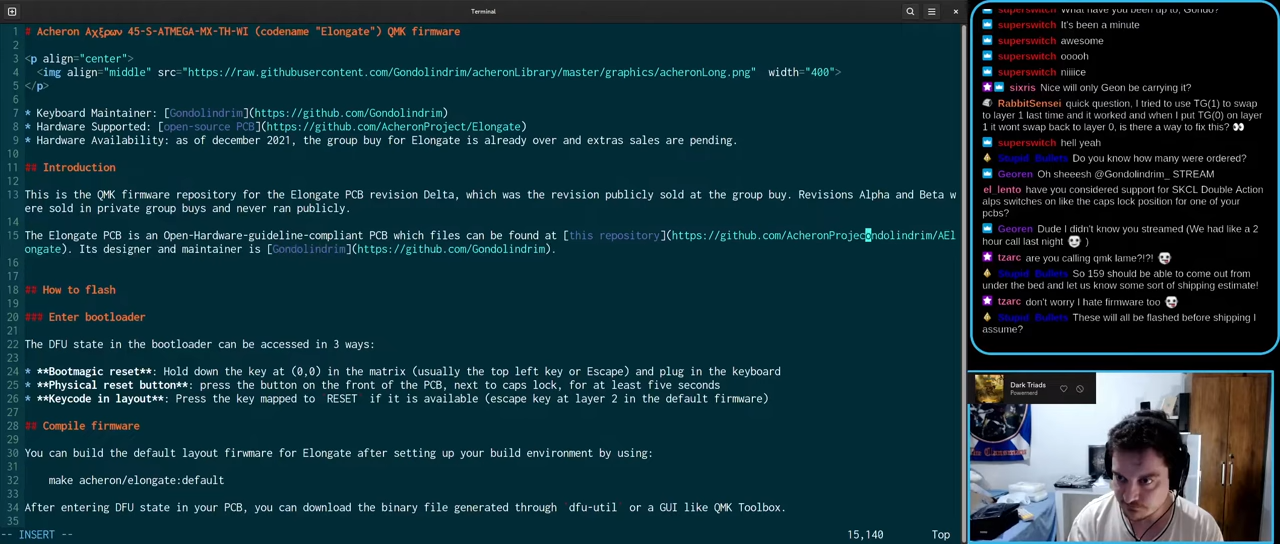 Terminal
1 # Acheron Αχξρων 45-S-ATMEGA-MX-TH-WI (codename "Elongate") QMK firmware
2
3 <p align="center">
4 <img align="middle" src="https://raw.githubusercontent.com/Gondolindrim/acheronLibrary/master/graphics/acheronLong.png" width="400">
5 </p>
6
7 * Keyboard Maintainer: [Gondolindrim](https://github.com/Gondolindrim)
8 * Hardware Supported: [open-source PCB](https://github.com/AcheronProject/Elongate)
9 * Hardware Availability: as of december 2021, the group buy for Elongate is already over and extras sales are pending.
10
11 ## Introduction
12
13 This is the QMK firmware repository for the Elongate PCB revision Delta, which was the revision publicly sold at the group buy. Revisions Alpha and Beta w
ere sold in private group buys and never ran publicly.
14
15 The Elongate PCB is an Open-Hardware-guideline-compliant PCB which files can be found at [this repository](https://github.com/AcheronProjecondolindrim/AEl
ongate). Its designer and maintainer is [Gondolindrim](https://github.com/Gondolindrim).
16
17
18 ## How to flash
19
20 ### Enter bootloader
21
22 The DFU state in the bootloader can be accessed in 3 ways:
23
24 * **Bootmagic reset**: Hold down the key at (0,0) in the matrix (usually the top left key or Escape) and plug in the keyboard
25 * **Physical reset button**: press the button on the front of the PCB, next to caps lock, for at least five seconds
26 * **Keycode in layout**: Press the key mapped to RESET if it is available (escape key at layer 2 in the default firmware)
27
28 ## Compile firmware
29
30 You can build the default layout firwmare for Elongate after setting up your build environment by using:
31
32 make acheron/elongate:default
33
34 After entering DFU state in your PCB, you can download the binary file generated through `dfu-util` or a GUI like QMK Toolbox.
35
-- INSERT -- 15,140 Top
superswitch What have you been up to, Gondo?
superswitch It's been a minute
superswitch awesome
superswitch ooooh
superswitch niiice
sixris Nice will only Geon be carrying it?
RabbitSensei quick question, I tried to use TG(1) to swap
to layer 1 last time and it worked and when I put TG(0) on layer
1 it wont swap back to layer 0, is there a way to fix this?
superswitch hell yeah
Stupid_Bullets Do you know how many were ordered?
Georen Oh sheeesh @Gondolindrim_ STREAM
el_lento have you considered support for SKCL Double Action
alps switches on like the caps lock position for one of your
pcbs?
Georen Dude I didn't know you streamed (We had like a 2
hour call last night )
tzarc are you calling qmk lame?!?!
Stupid_Bullets So 159 should be able to come out from
under the bed and let us know some sort of shipping estimate!
tzarc don't worry I hate firmware too
Stupid_Bullets These will all be flashed before shipping I
assume?
Dark Triads
Powernerd